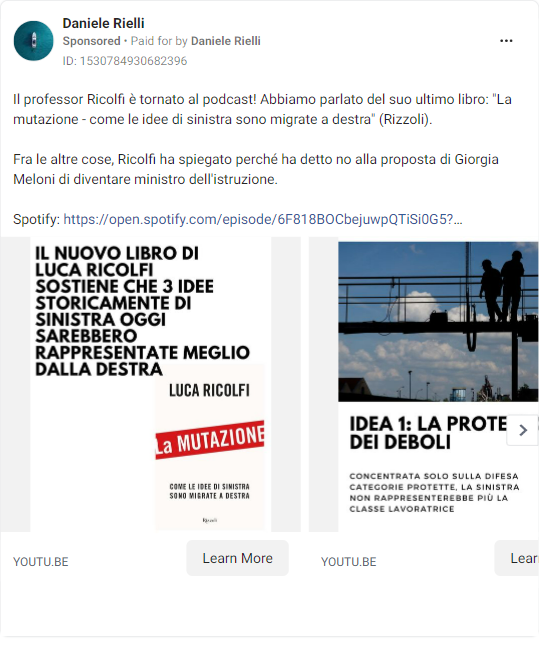 Daniele Rielli
Sponsored • Paid for by Daniele Rielli
ID: 1530784930682396
Il professor Ricolfi è tornato al podcast! Abbiamo parlato del suo ultimo libro: "La
mutazione - come le idee di sinistra sono migrate a destra" (Rizzoli).
Fra le altre cose, Ricolfi ha spiegato perché ha detto no alla proposta di Giorgia
Meloni di diventare ministro dell'istruzione.
Spotify: https://open.spotify.com/episode/6F818BOCbejuwpQTiSi0G5?...
IL NUOVO LIBRO DI
LUCA RICOLFI
SOSTIENE CHE 3 IDEE
STORICAMENTE DI
SINISTRA OGGI
SAREBBERO
RAPPRESENTATE MEGLIO
DALLA DESTRA
LUCA RICOLFI
La MUTAZIONE
COME LE IDEE DI SINISTRA
SONO MIGRATE A DESTRA
Rizzoli
IDEA 1: LA PROTE
DEI DEBOLI
CONCENTRATA SOLO SULLA DIFESA
CATEGORIE PROTETTE, LA SINISTRA
NON RAPPRESENTEREBBE PIÙ LA
CLASSE LAVORATRICE
YOUTU.BE
Learn More
YOUTU.BE
Lear